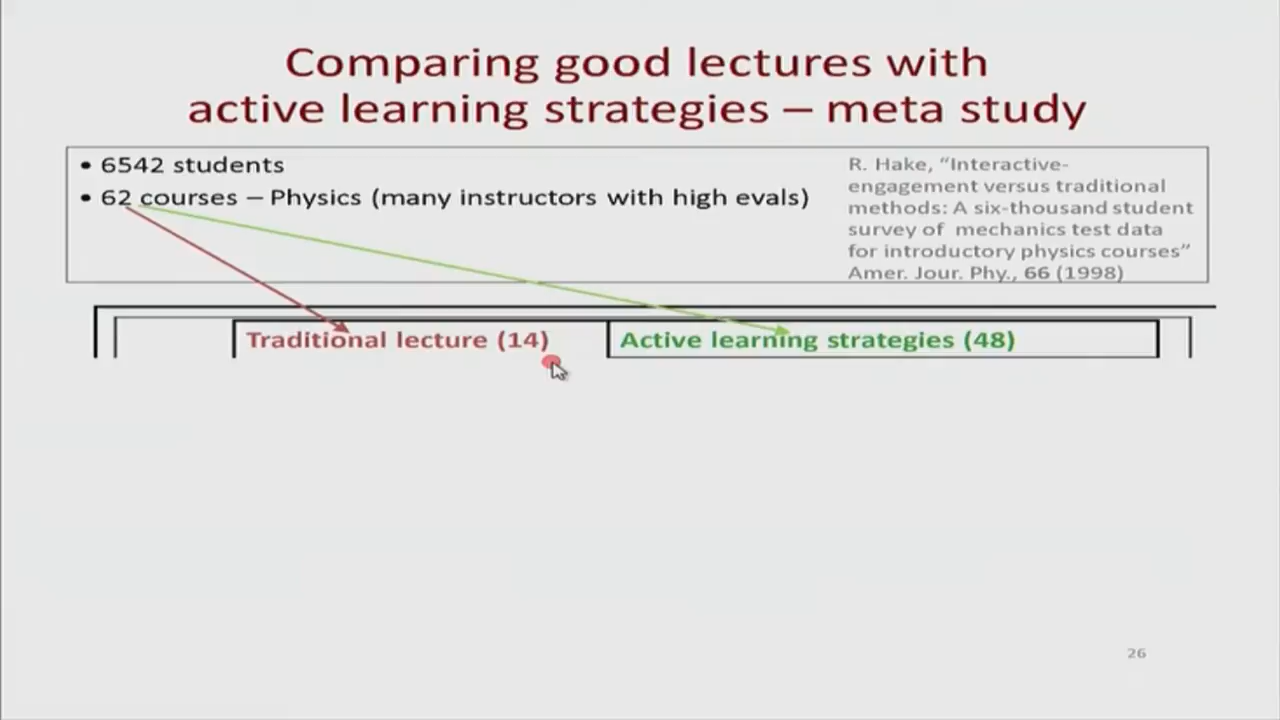 Comparing good lectures with
active learning strategies – meta study
• 6542 students
• 62 courses – Physics (many instructors with high evals)
R. Hake, “Interactive-
engagement versus traditional
methods: A six-thousand student
survey of mechanics test data
for introductory physics courses”
Amer. Jour. Phy., 66 (1998)
Traditional lecture (14)
Active learning strategies (48)
26